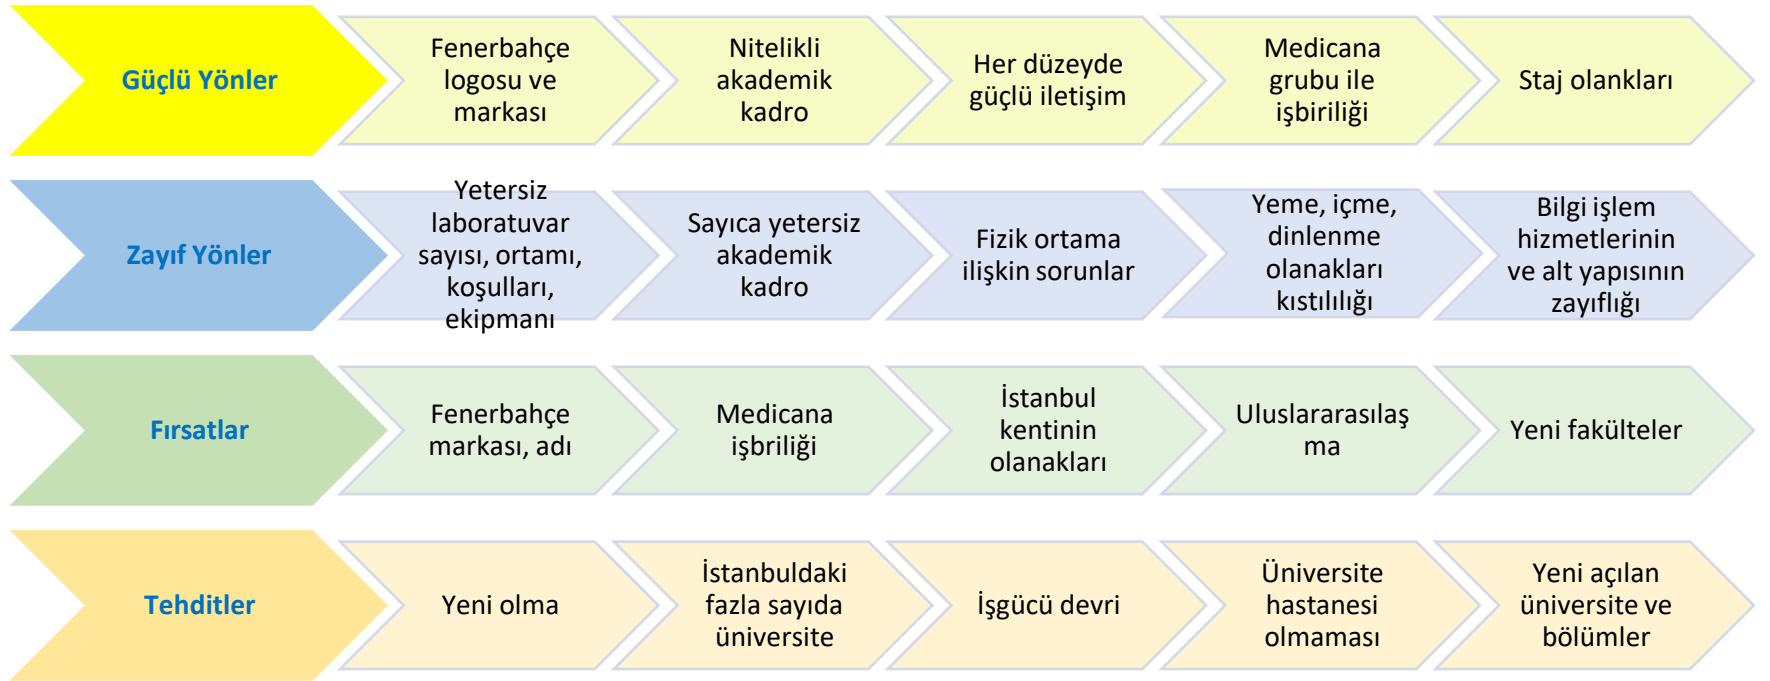 Güçlü Yönler
Fenerbahçe
logosu ve
markası
Nitelikli
akademik
kadro
Her düzeyde
güçlü iletişim
Medicana
grubu ile
işbiriliği
Staj olankları
Zayıf Yönler
Yetersiz
laboratuvar
sayısı, ortamı,
koşulları,
ekipmanı
Sayıca yetersiz
akademik
kadro
Fizik ortama
ilişkin sorunlar
Yeme, içme,
dinlenme
olanakları
kıstılılığı
Bilgi işlem
hizmetlerinin
ve alt yapısının
zayıflığı
Fırsatlar
Fenerbahçe
markası, adı
Medicana
işbriliği
İstanbul
kentinin
olanakları
Uluslararasılaş
ma
Yeni fakülteler
Tehditler
Yeni olma
İstanbuldaki
fazla sayıda
üniversite
İşgücü devri
Üniversite
hastanesi
olmaması
Yeni açılan
üniversite ve
bölümler